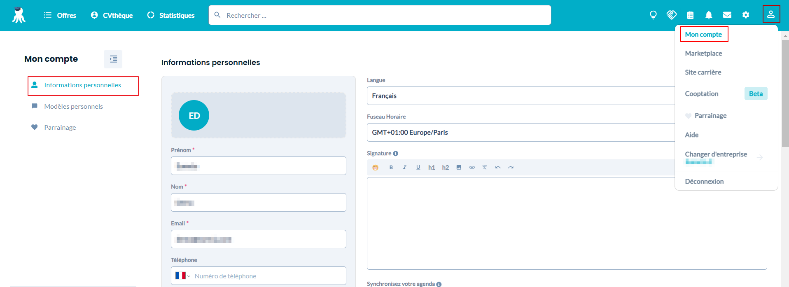 Offres
CVthèque
Statistiques
Rechercher ...
Mon compte
Informations personnelles
Modèles personnels
Parrainage
Informations personnelles
ED
Prénom *
Nom *
Email *
Téléphone
Numéro de téléphone
Langue
Français
Fuseau Horaire
GMT+01:00 Europe/Paris
Signature
B I U h1 h2
Synchronisez votre agenda
Mon compte
Marketplace
Site carrière
Cooptation Beta
Parrainage
Aide
Changer d'entreprise
Déconnexion